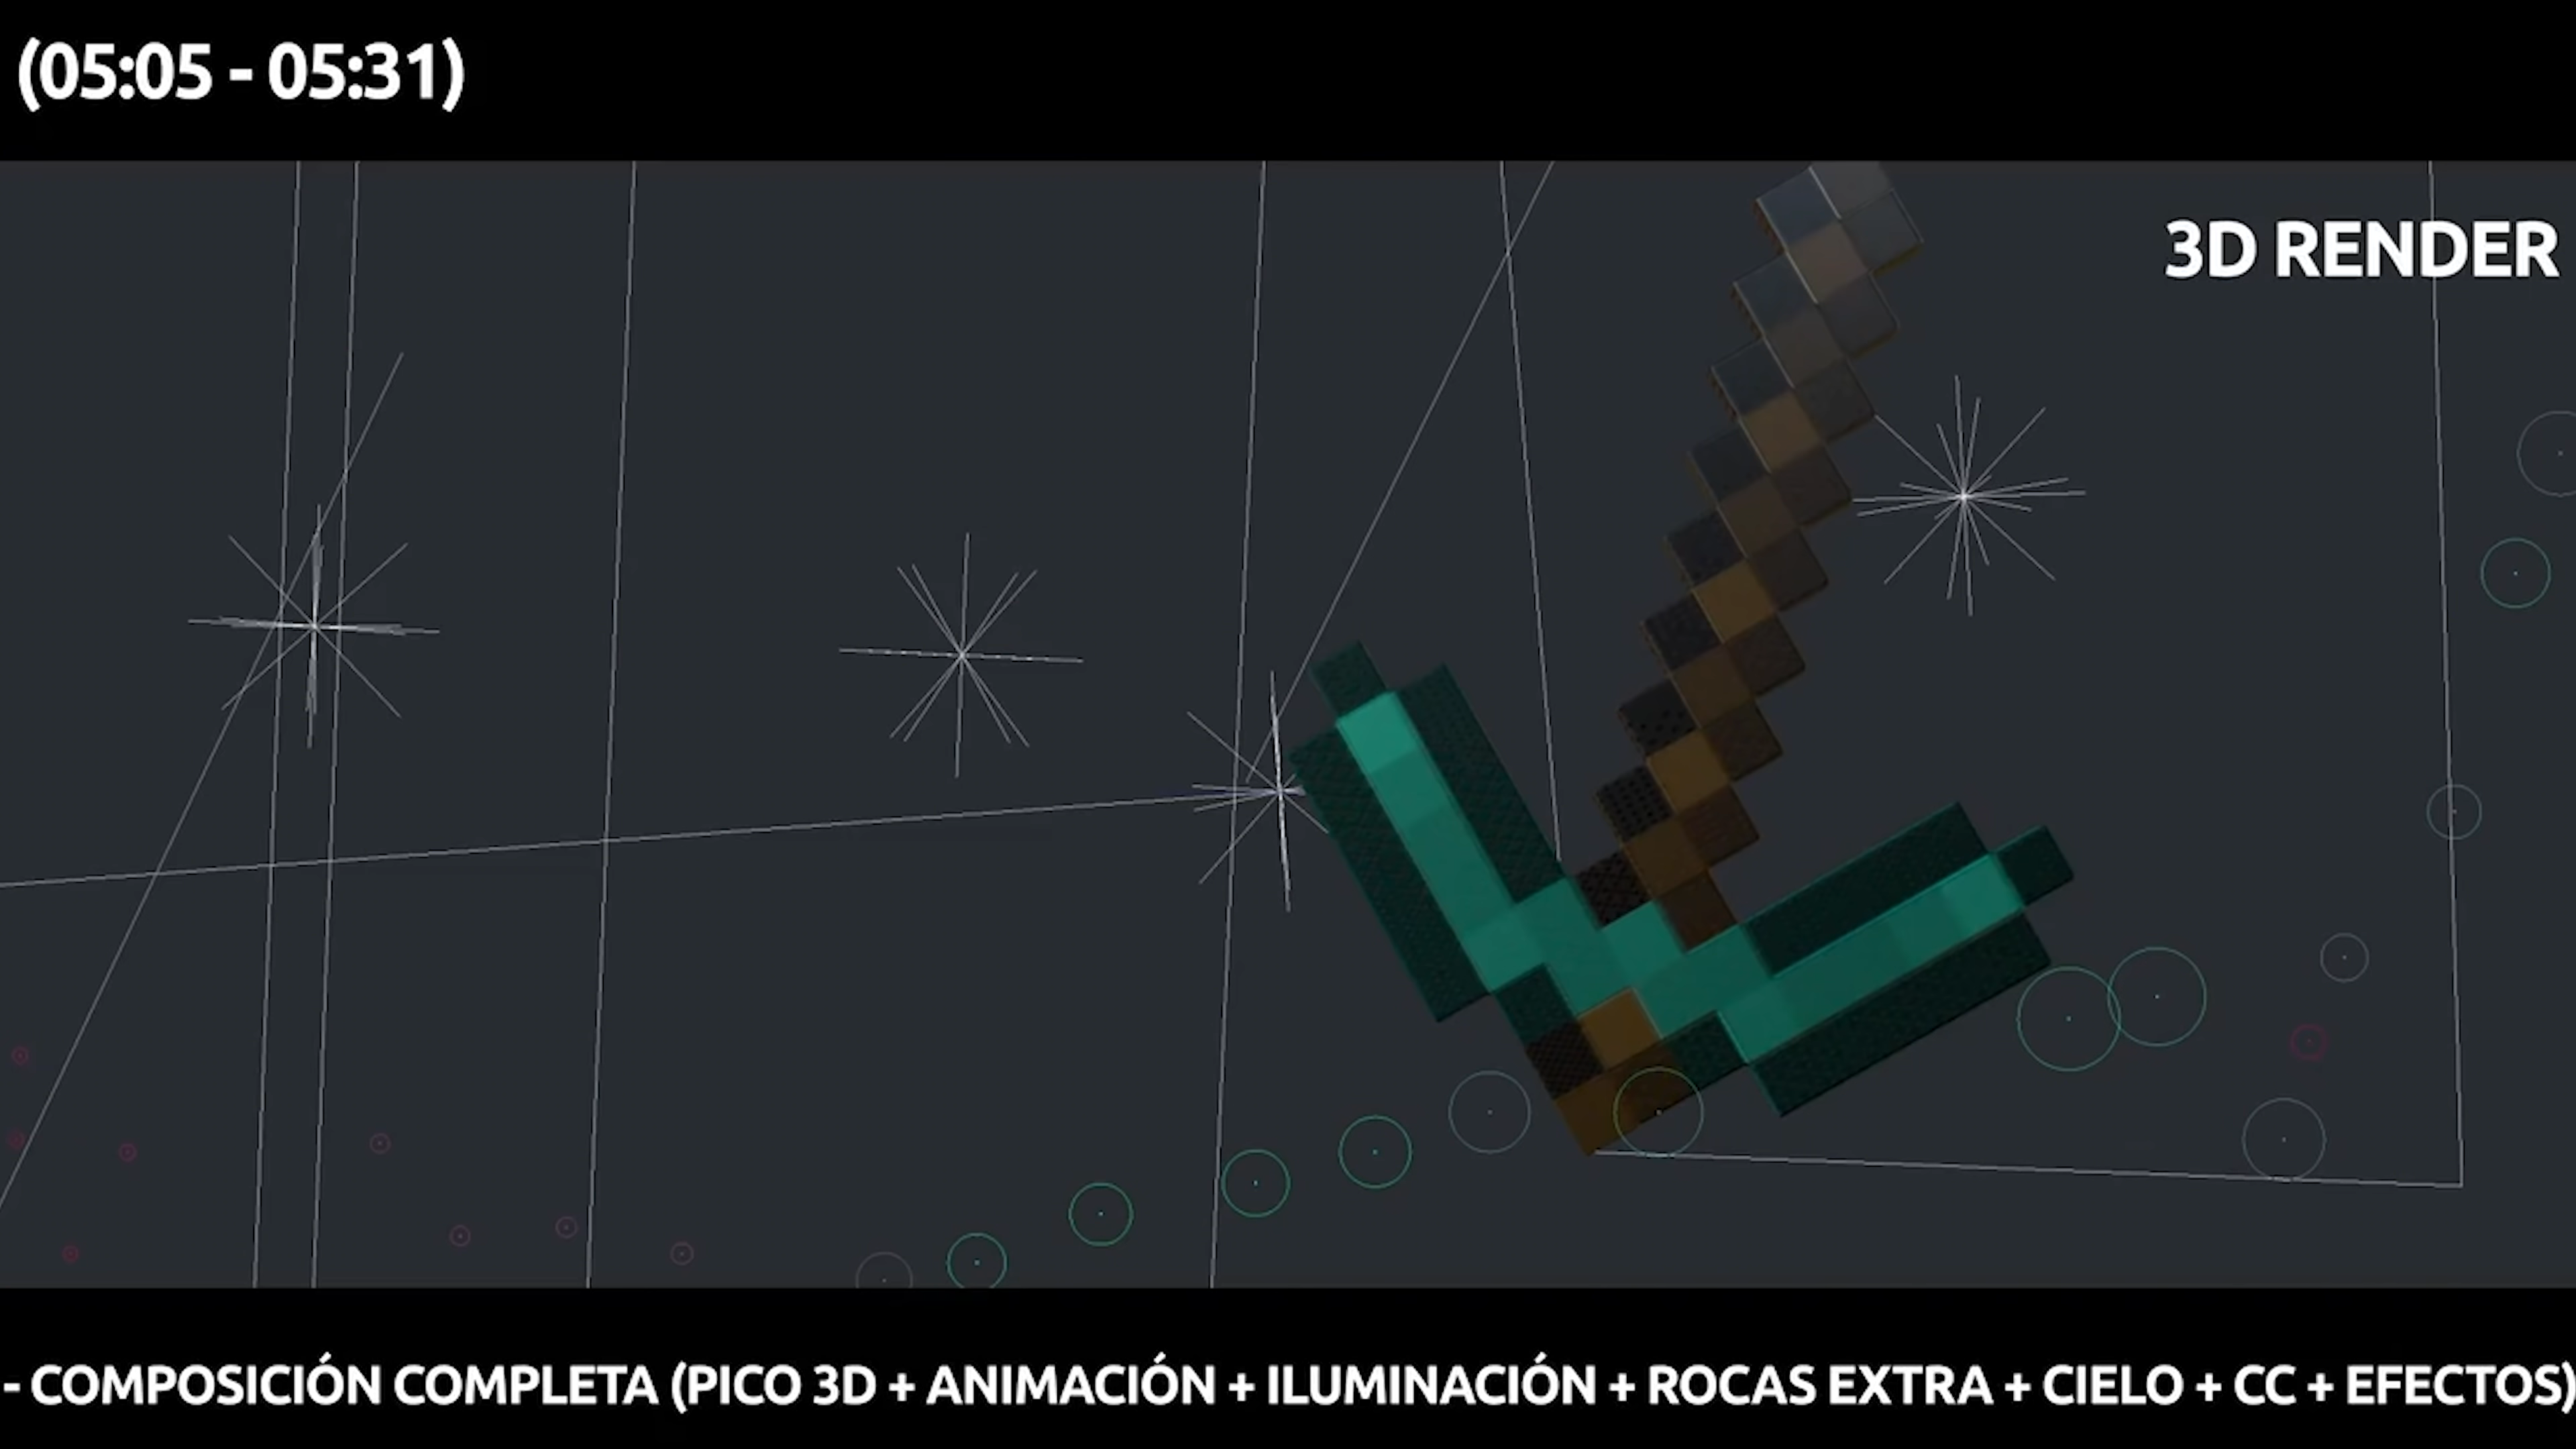 (05:05 - 05:31)
3D RENDER
- COMPOSICIÓN COMPLETA (PICO 3D + ANIMACIÓN + ILUMINACIÓN + ROCAS EXTRA + CIELO + CC + EFECTOS)